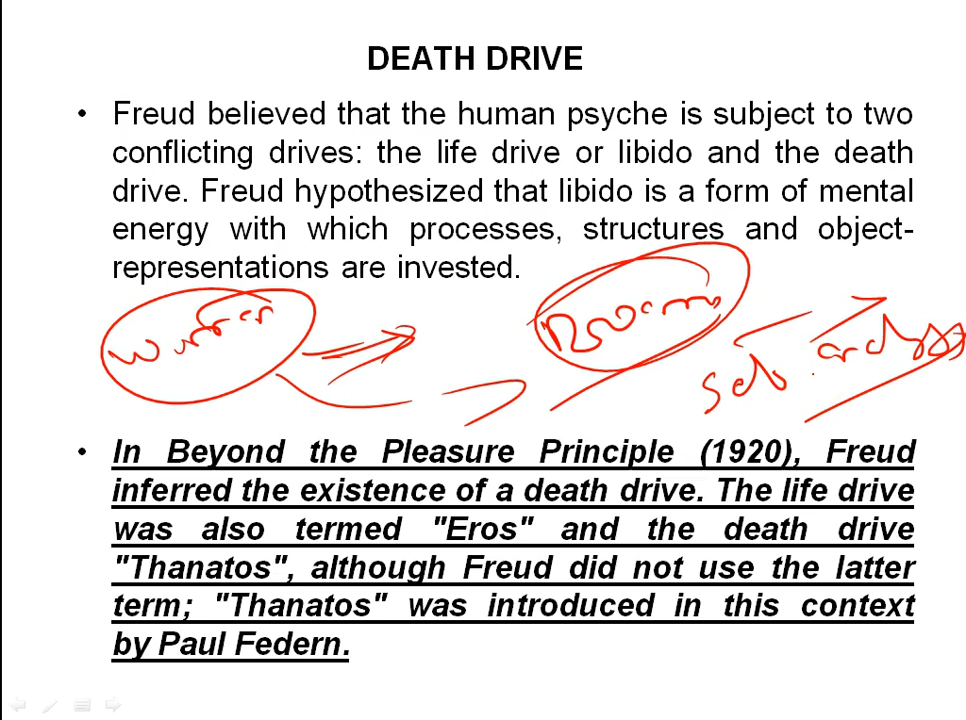 DEATH DRIVE
• Freud believed that the human psyche is subject to two
conflicting drives: the life drive or libido and the death
drive. Freud hypothesized that libido is a form of mental
energy with which processes, structures and object-
representations are invested.
• In Beyond the Pleasure Principle (1920), Freud
inferred the existence of a death drive. The life drive
was also termed "Eros" and the death drive
"Thanatos", although Freud did not use the latter
term; "Thanatos" was introduced in this context
by Paul Federn.